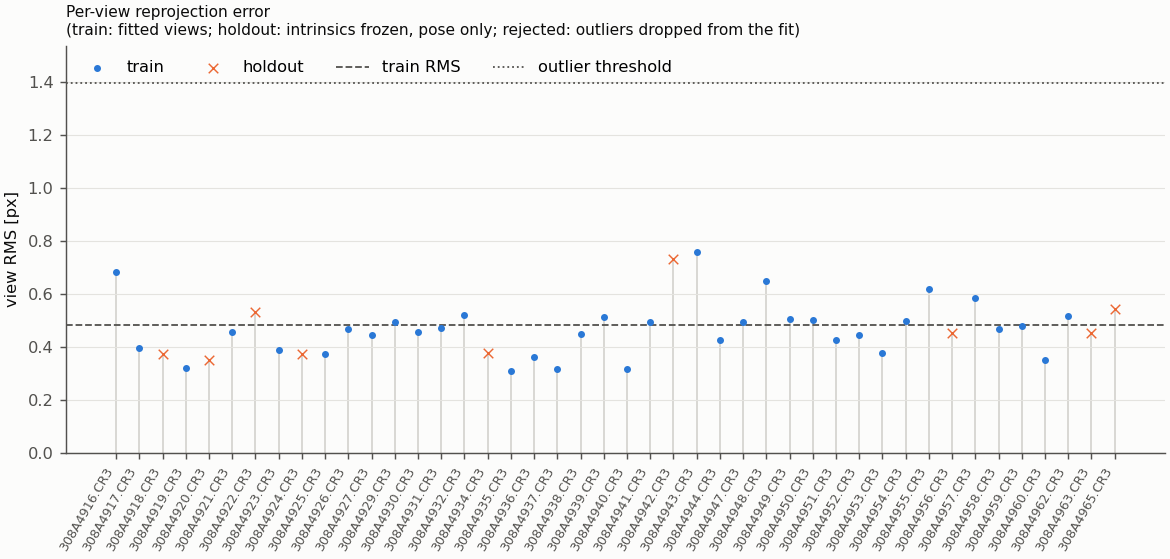 Per-view reprojection error
(train: fitted views; holdout: intrinsics frozen, pose only; rejected: outliers dropped from the fit)
train
holdout
train RMS
outlier threshold
view RMS [px]
1.4
1.2
1.0
0.8
0.6
0.4
0.2
0.0
308A4916.CR3
308A4917.CR3
308A4918.CR3
308A4919.CR3
308A4920.CR3
308A4921.CR3
308A4922.CR3
308A4923.CR3
308A4924.CR3
308A4925.CR3
308A4926.CR3
308A4927.CR3
308A4929.CR3
308A4930.CR3
308A4931.CR3
308A4932.CR3
308A4934.CR3
308A4935.CR3
308A4936.CR3
308A4937.CR3
308A4938.CR3
308A4939.CR3
308A4940.CR3
308A4941.CR3
308A4942.CR3
308A4943.CR3
308A4944.CR3
308A4947.CR3
308A4948.CR3
308A4949.CR3
308A4950.CR3
308A4951.CR3
308A4952.CR3
308A4953.CR3
308A4954.CR3
308A4955.CR3
308A4956.CR3
308A4957.CR3
308A4958.CR3
308A4959.CR3
308A4960.CR3
308A4962.CR3
308A4963.CR3
308A4965.CR3